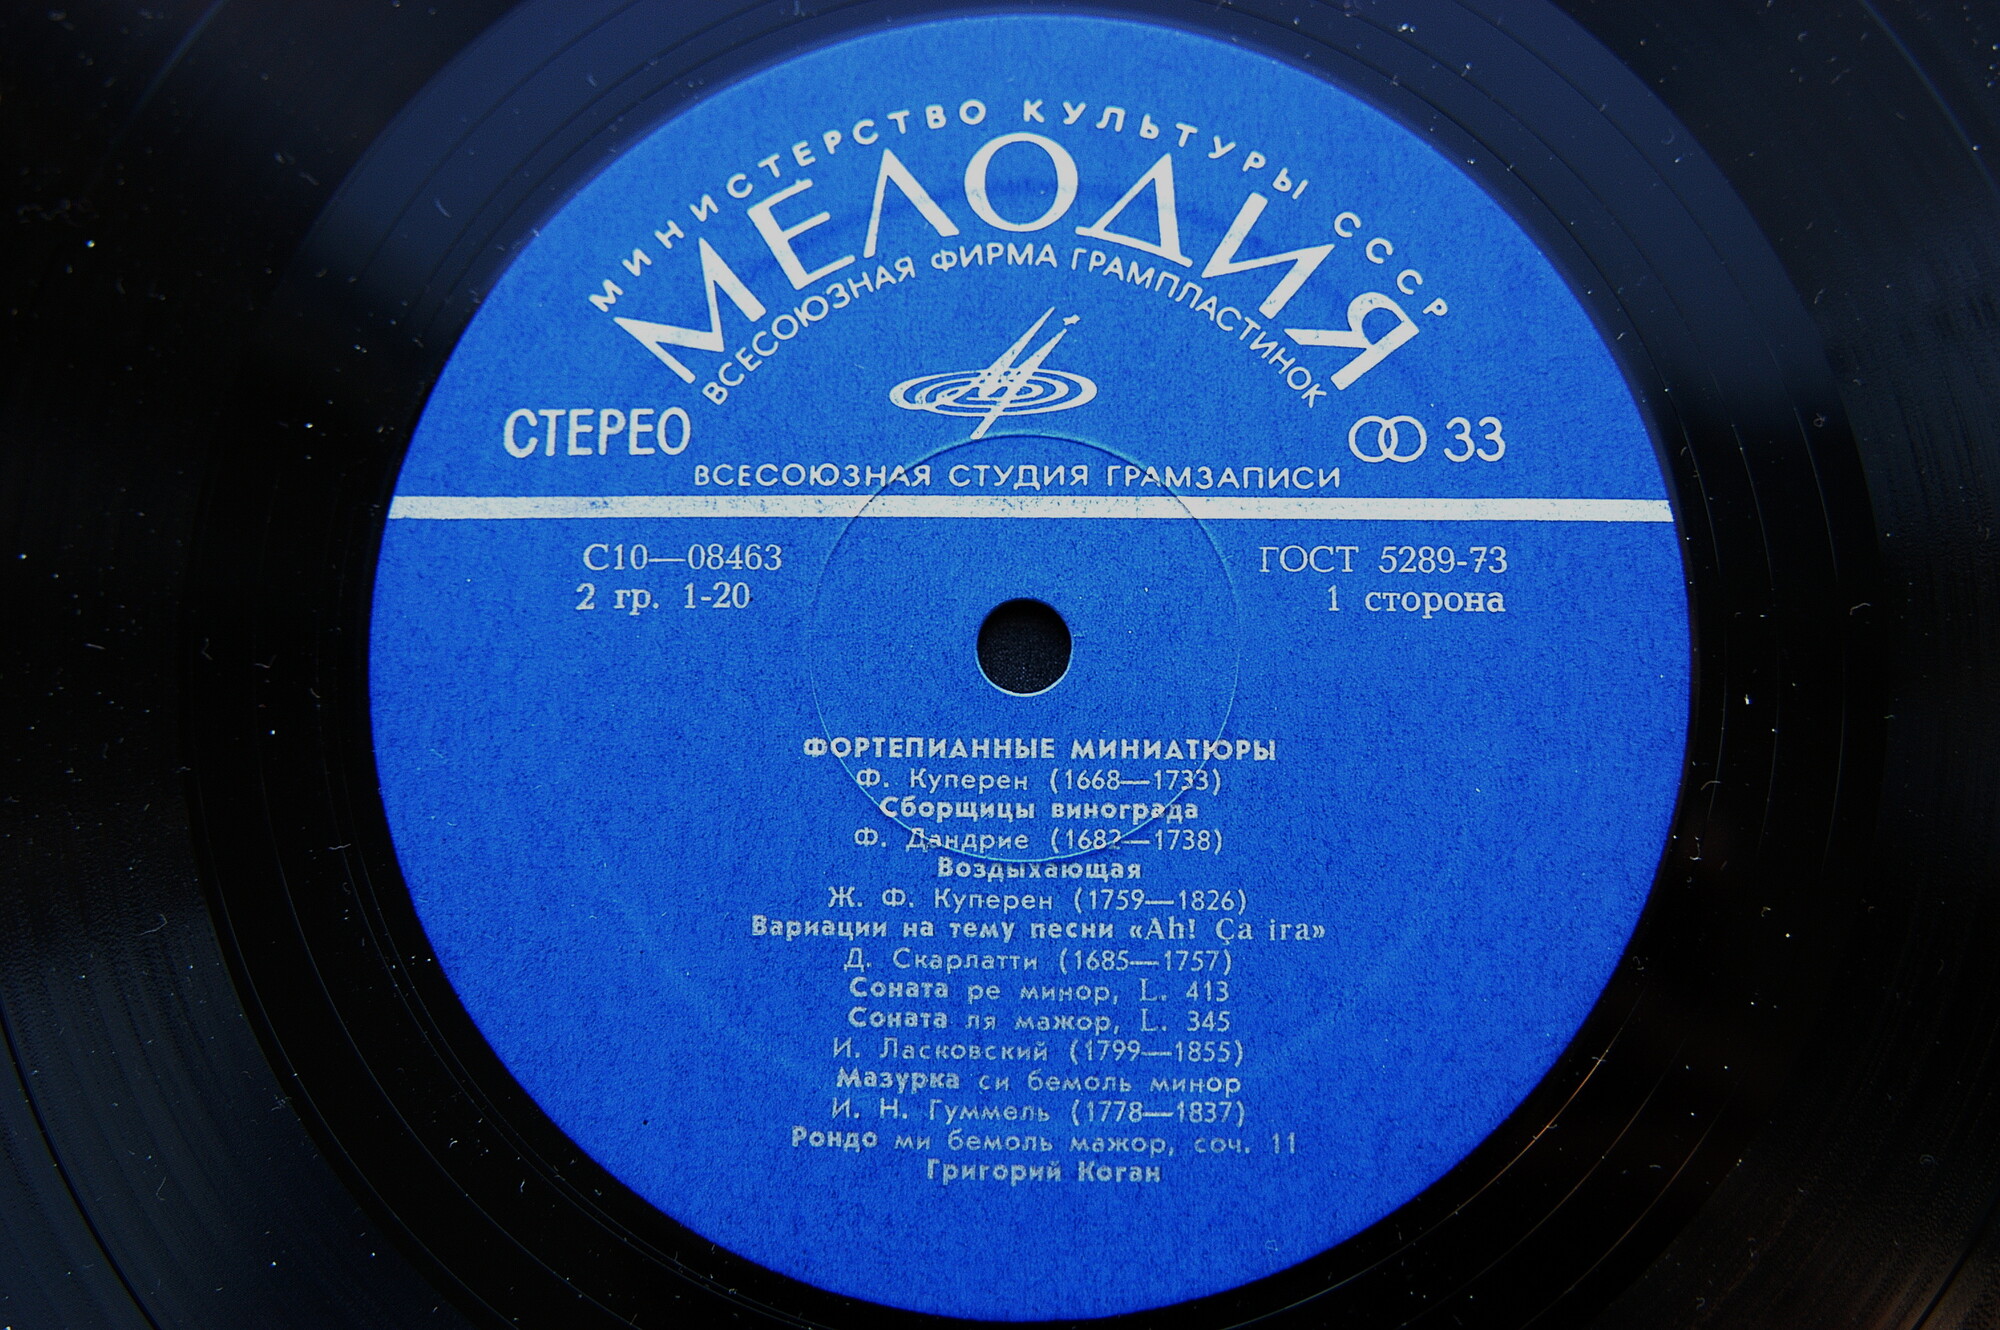 МИНИСТЕРСТВО КУЛЬТУРЫ СССР
МЕЛОДИЯ
ВСЕСОЮЗНАЯ ФИРМА ГРАМПЛАСТИНОК
СТЕРЕО
33
ВСЕСОЮЗНАЯ СТУДИЯ ГРАМЗАПИСИ
С10—08463
ГОСТ 5289-73
2 гр. 1-20
1 сторона
ФОРТЕПИАННЫЕ МИНИАТЮРЫ
Ф. Куперен (1668—1733)
Сборщицы винограда
Ф. Дандрие (1682—1738)
Воздыхающая
Ж. Ф. Куперен (1759—1826)
Вариации на тему песни «Ah! Ça ira»
Д. Скарлатти (1685—1757)
Соната ре минор, L. 413
Соната ля мажор, L. 345
И. Ласковский (1799—1855)
Мазурка си бемоль минор
И. Н. Гуммель (1778—1837)
Рондо ми бемоль мажор, соч. 11
Григорий Коган